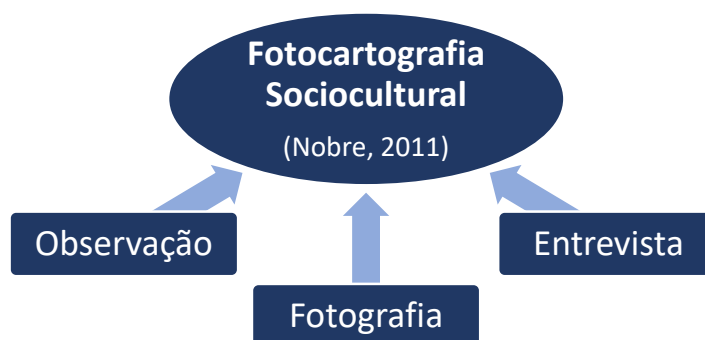 Fotocartografia
Sociocultural
(Nobre, 2011)
Observação
Entrevista
Fotografia